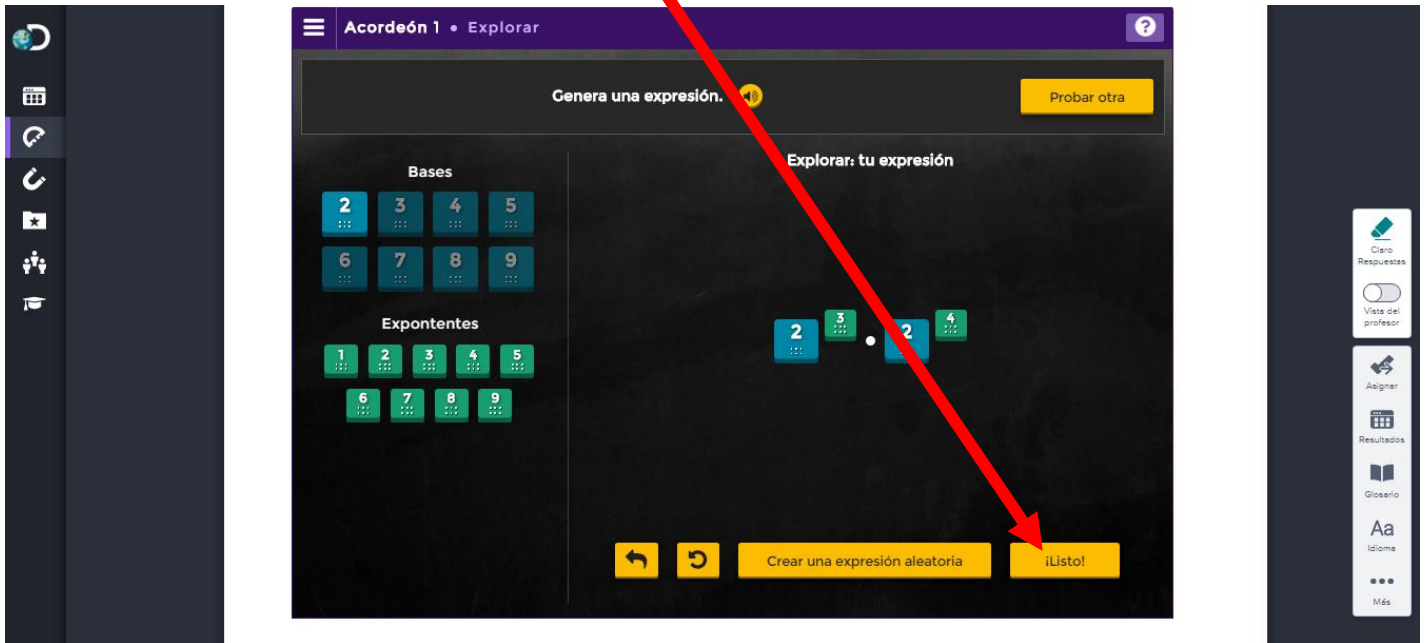 Acordeón 1 • Explorar
?
Genera una expresión.
Probar otra
Bases
2 3 4 5
6 7 8 9
Expontentes
1 2 3 4 5
6 7 8 9
Explorar: tu expresión
2 3 • 2 4
Crear una expresión aleatoria
¡Listo!
Claro
Respuestas
Vista del
profesor
Asignar
Resultados
Glosario
Aa
Idioma
Más